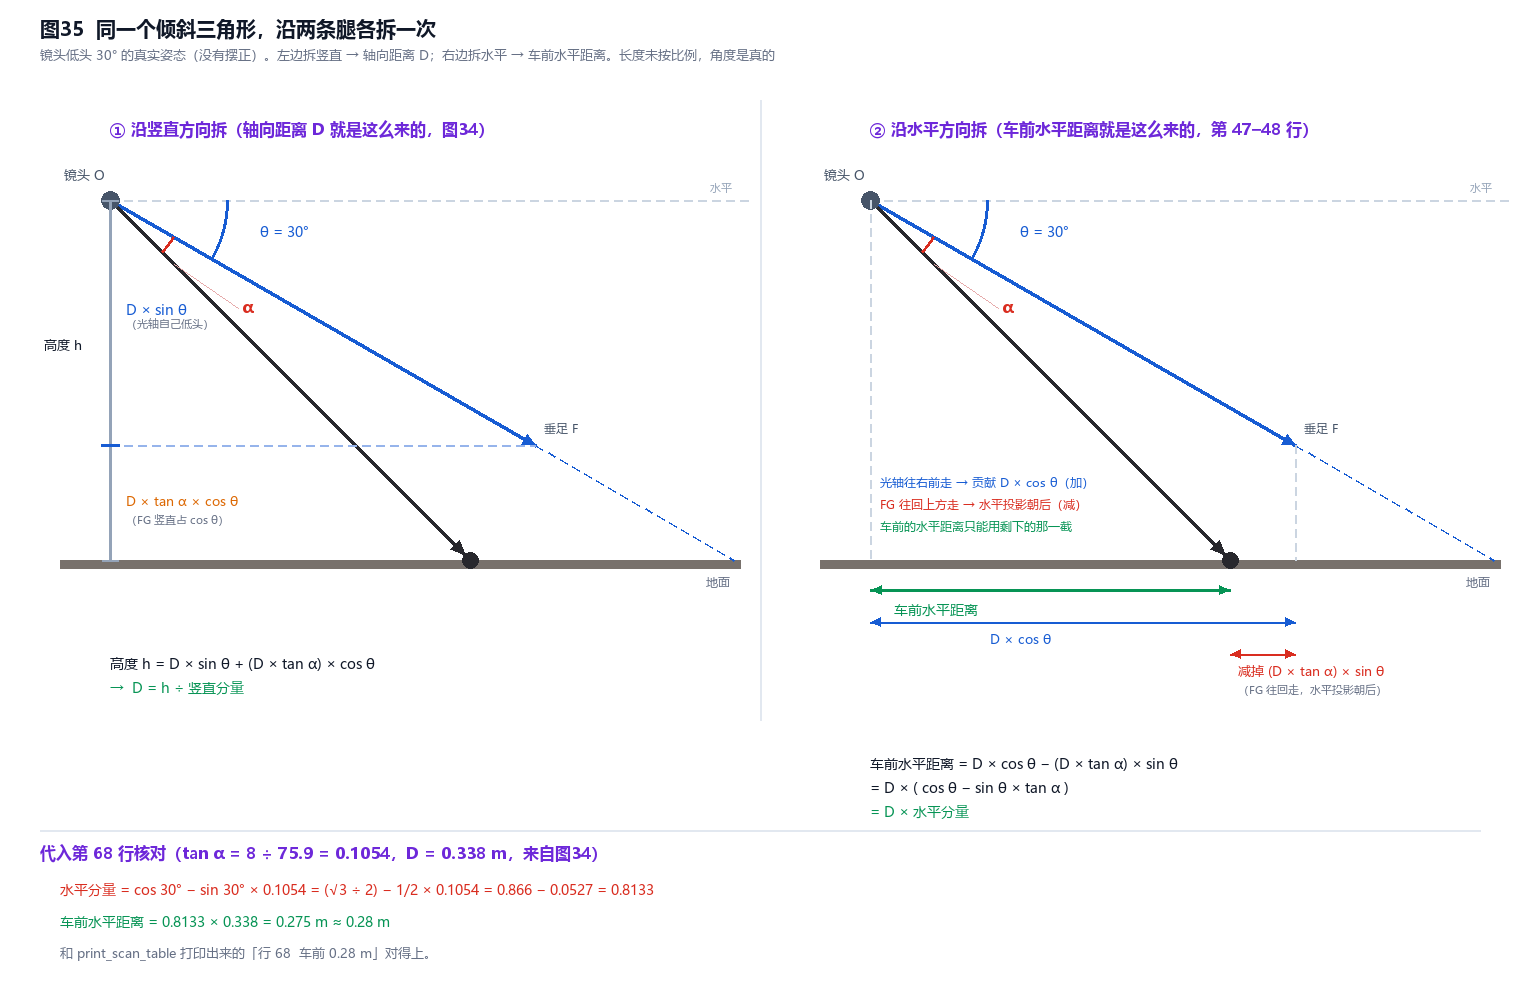 图35  同一个倾斜三角形，沿两条腿各拆一次
镜头低头 30° 的真实姿态（没有摆正）。左边拆竖直 → 轴向距离 D；右边拆水平 → 车前水平距离。长度未按比例，角度是真的
① 沿竖直方向拆（轴向距离 D 就是这么来的，图34）
镜头 O
水平
θ = 30°
D × sin θ
（光轴自己低头）
α
高度 h
垂足 F
D × tan α × cos θ
（FG 竖直占 cos θ）
地面
高度 h = D × sin θ + (D × tan α) × cos θ
→ D = h ÷ 竖直分量
② 沿水平方向拆（车前水平距离就是这么来的，第 47–48 行）
镜头 O
水平
θ = 30°
α
垂足 F
光轴往右前走 → 贡献 D × cos θ（加）
FG 往回上方走 → 水平投影朝后（减）
车前的水平距离只能用剩下的那一截
地面
车前水平距离
D × cos θ
减掉 (D × tan α) × sin θ
（FG 往回走，水平投影朝后）
车前水平距离 = D × cos θ − (D × tan α) × sin θ
= D × ( cos θ − sin θ × tan α )
= D × 水平分量
代入第 68 行核对（tan α = 8 ÷ 75.9 = 0.1054，D = 0.338 m，来自图34）
水平分量 = cos 30° − sin 30° × 0.1054 = (√3 ÷ 2) − 1/2 × 0.1054 = 0.866 − 0.0527 = 0.8133
车前水平距离 = 0.8133 × 0.338 = 0.275 m ≈ 0.28 m
和 print_scan_table 打印出来的「行 68  车前 0.28 m」对得上。